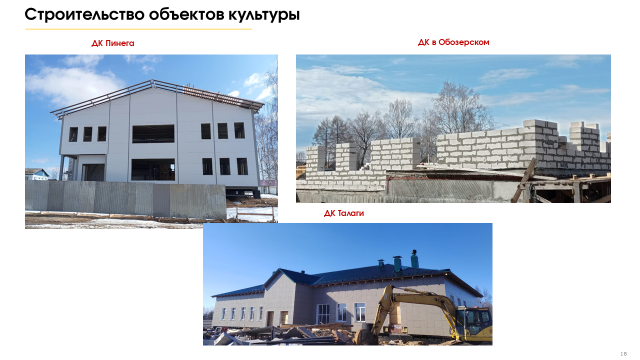 Строительство объектов культуры
ДК Пинега
ДК в Обозерском
ДК Талаги
18